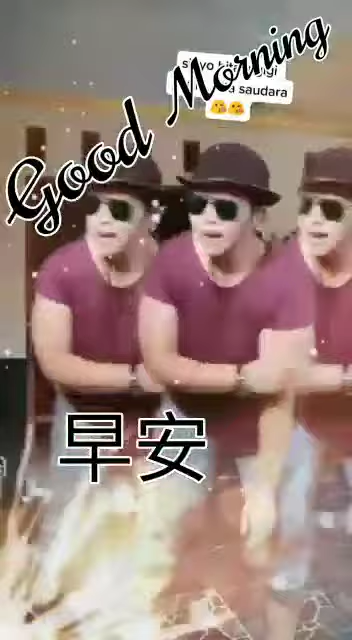 Good Morning
saudara
😘😘
早安